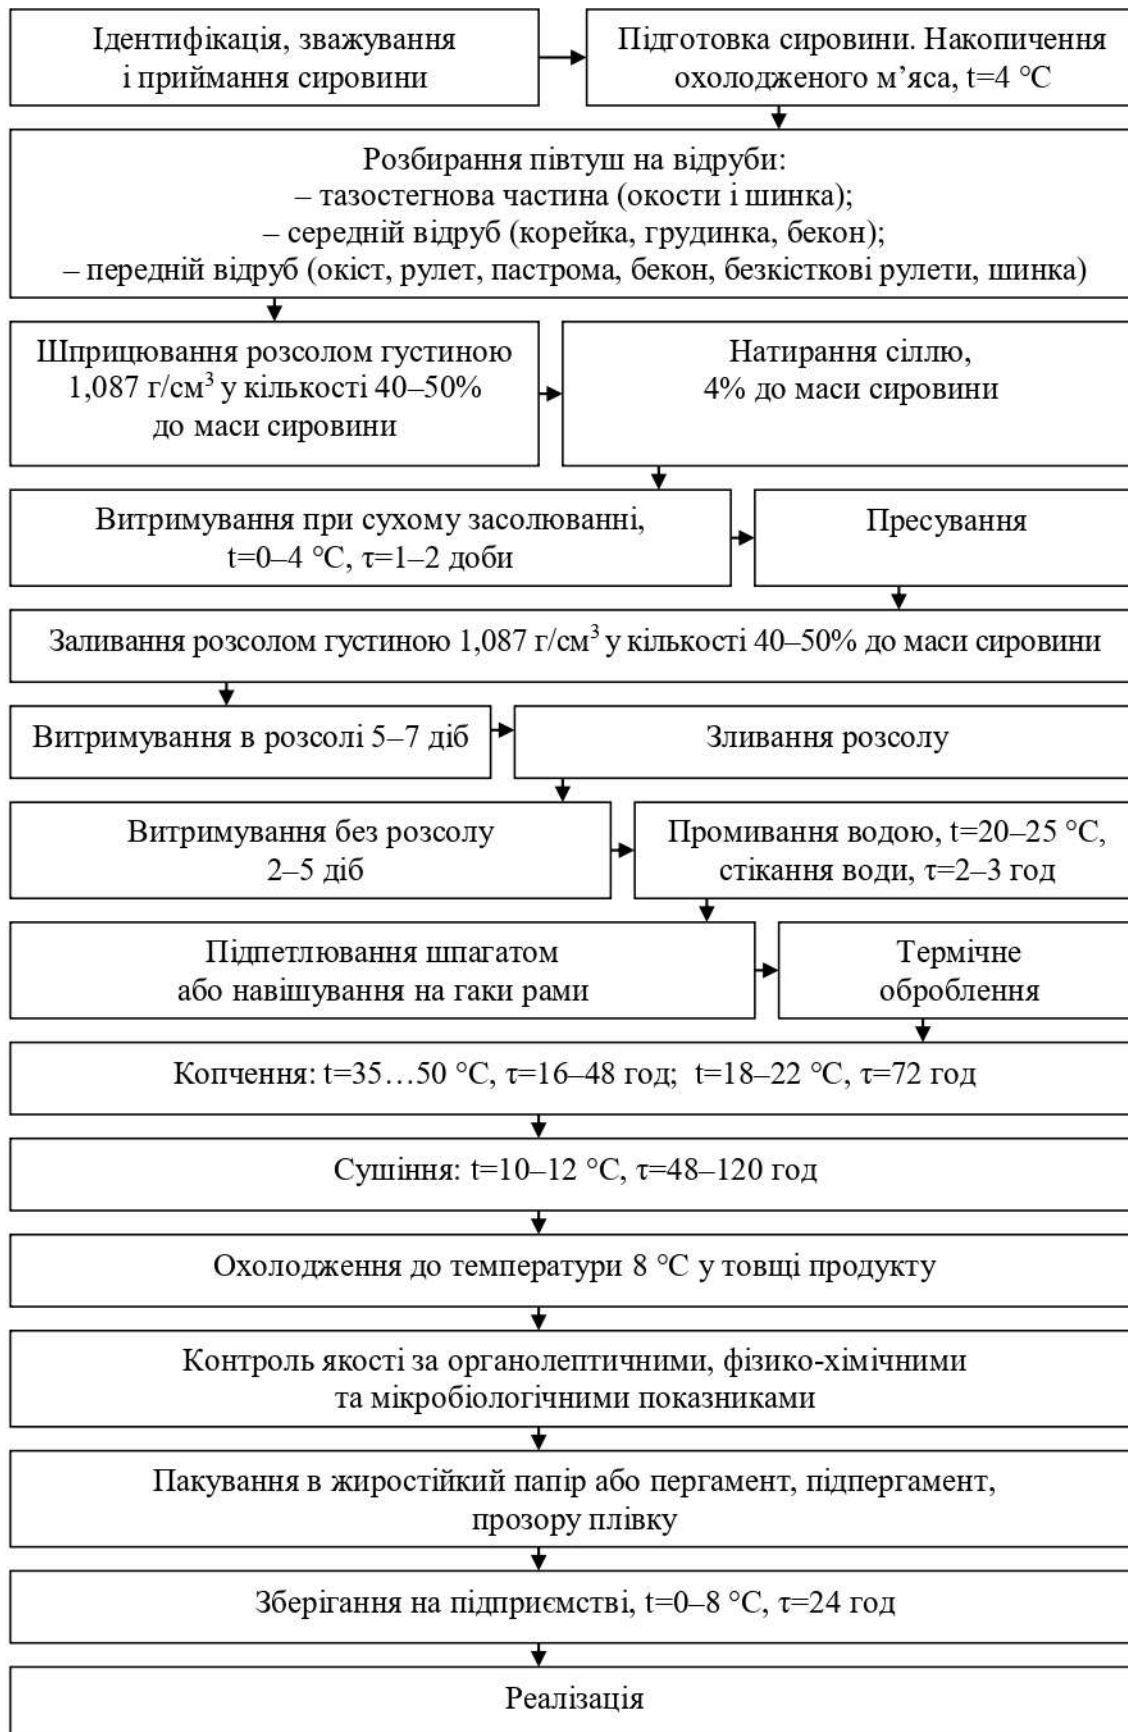 Ідентифікація, зважування
і приймання сировини
Підготовка сировини. Накопичення
охолодженого м’яса, t=4 °C
Розбирання півтуш на відруби:
– тазостегнова частина (окости і шинка);
– середній відруб (корейка, грудинка, бекон);
– передній відруб (окіст, рулет, пастрома, бекон, безкісткові рулети, шинка)
Шприцювання розсолом густиною
1,087 г/см³ у кількості 40–50%
до маси сировини
Натирання сіллю,
4% до маси сировини
Витримування при сухому засолюванні,
t=0–4 °C, τ=1–2 доби
Пресування
Заливання розсолом густиною 1,087 г/см³ у кількості 40–50% до маси сировини
Витримування в розсолі 5–7 діб
Зливання розсолу
Витримування без розсолу
2–5 діб
Промивання водою, t=20–25 °C,
стікання води, τ=2–3 год
Підпетлювання шпагатом
або навішування на гаки рами
Термічне
оброблення
Копчення: t=35…50 °C, τ=16–48 год; t=18–22 °C, τ=72 год
Сушіння: t=10–12 °C, τ=48–120 год
Охолодження до температури 8 °C у товщі продукту
Контроль якості за органолептичними, фізико-хімічними
та мікробіологічними показниками
Пакування в жиростійкий папір або пергамент, підпергамент,
прозору плівку
Зберігання на підприємстві, t=0–8 °C, τ=24 год
Реалізація